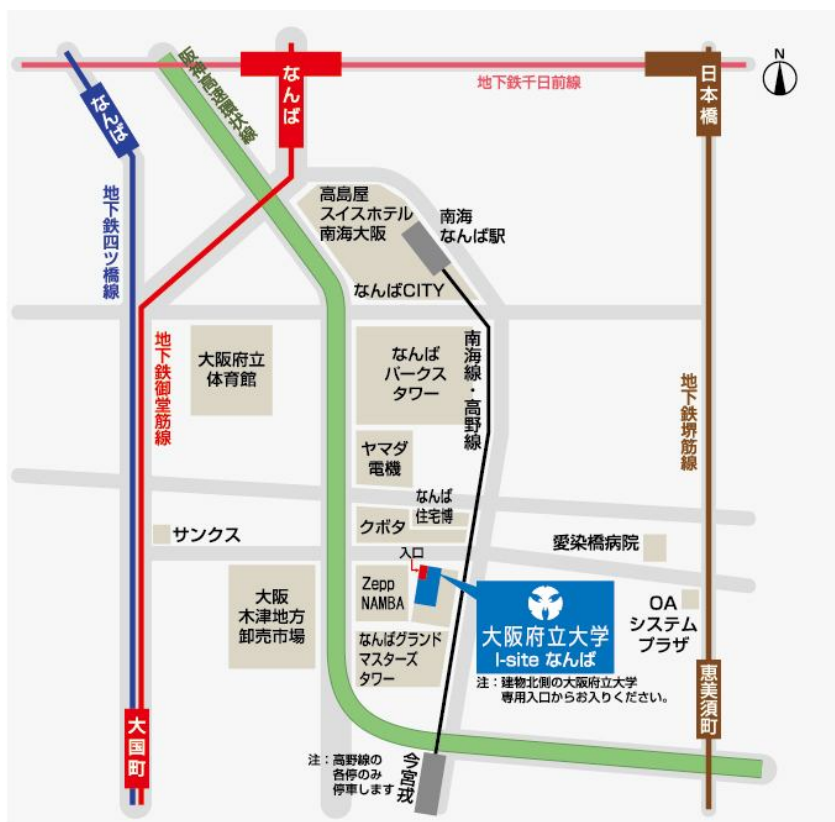 N
なんば
なんば
日本橋
地下鉄千日前線
阪神高速環状線
高島屋
スイスホテル
南海大阪
南海
なんば駅
地下鉄四ツ橋線
なんばCITY
大阪府立
体育館
なんば
パークス
タワー
南海線・高野線
地下鉄御堂筋線
地下鉄堺筋線
ヤマダ
電機
なんば
住宅博
クボタ
サンクス
入口
愛染橋病院
Zepp
NAMBA
大阪
木津地方
卸売市場
大阪府立大学
I-site なんば
OA
システム
プラザ
なんばグランド
マスターズ
タワー
注：建物北側の大阪府立大学
専用入口からお入りください。
恵美須町
大国町
注：高野線の
各停のみ
停車します
今宮戎